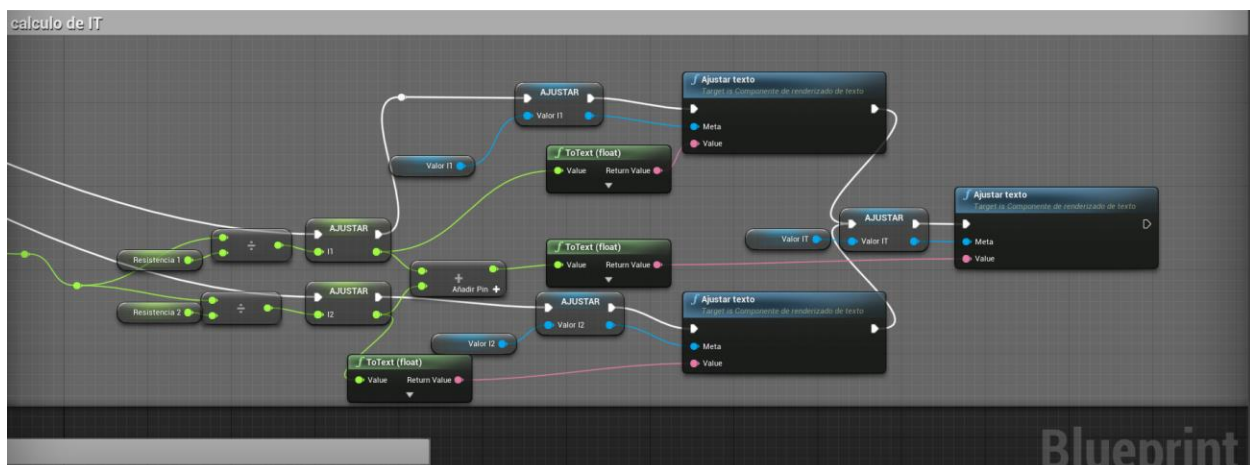 calculo de IT
AJUSTAR
Valor I1
Valor I1
ƒ Ajustar texto
Target is Componente de renderizado de texto
Meta
Value
ƒ ToText (float)
Value Return Value
AJUSTAR
I1
Resistencia 1
÷
ƒ Ajustar texto
Target is Componente de renderizado de texto
Meta
Value
AJUSTAR
Valor IT
Valor IT
ƒ ToText (float)
Value Return Value
+
Añadir Pin +
AJUSTAR
I2
Resistencia 2
÷
AJUSTAR
Valor I2
Valor I2
ƒ Ajustar texto
Target is Componente de renderizado de texto
Meta
Value
ƒ ToText (float)
Value Return Value
Blueprint